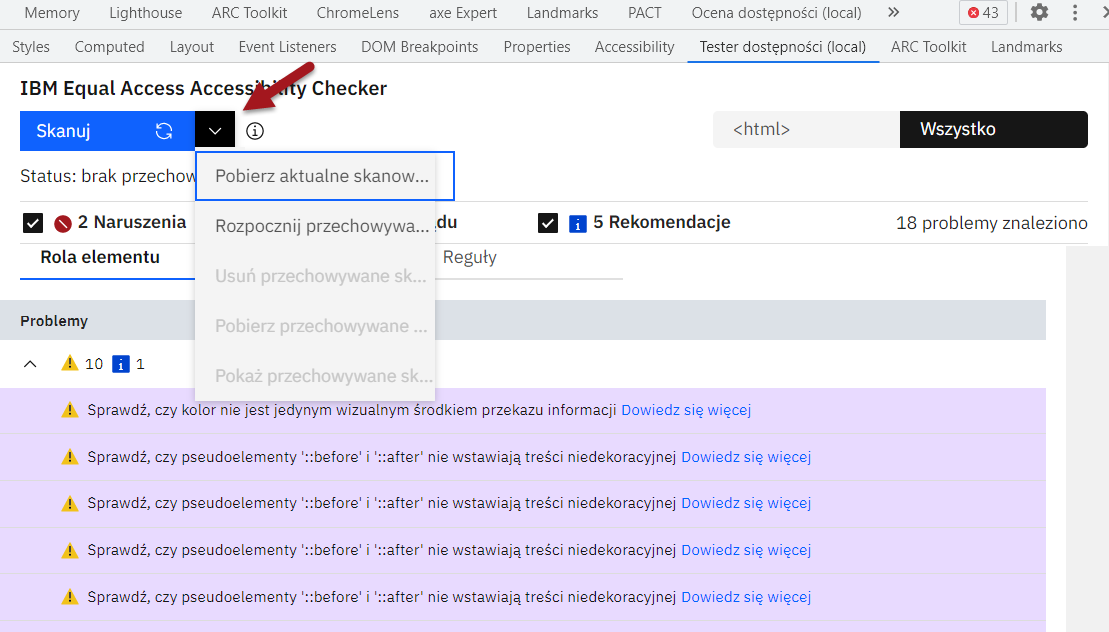 Memory Lighthouse ARC Toolkit ChromeLens axe Expert Landmarks PACT Ocena dostępności (local) 43
Styles Computed Layout Event Listeners DOM Breakpoints Properties Accessibility Tester dostępności (local) ARC Toolkit Landmarks
IBM Equal Access Accessibility Checker
Skanuj <html> Wszystko
Status: brak przechow
Pobierz aktualne skanow...
2 Naruszenia du 5 Rekomendacje 18 problemy znaleziono
Rozpocznij przechowywa...
Rola elementu Reguły
Usuń przechowywane sk...
Problemy
Pobierz przechowywane ...
10 1
Pokaż przechowywane sk...
Sprawdź, czy kolor nie jest jedynym wizualnym środkiem przekazu informacji Dowiedz się więcej
Sprawdź, czy pseudoelementy '::before' i '::after' nie wstawiają treści niedekoracyjnej Dowiedz się więcej
Sprawdź, czy pseudoelementy '::before' i '::after' nie wstawiają treści niedekoracyjnej Dowiedz się więcej
Sprawdź, czy pseudoelementy '::before' i '::after' nie wstawiają treści niedekoracyjnej Dowiedz się więcej
Sprawdź, czy pseudoelementy '::before' i '::after' nie wstawiają treści niedekoracyjnej Dowiedz się więcej